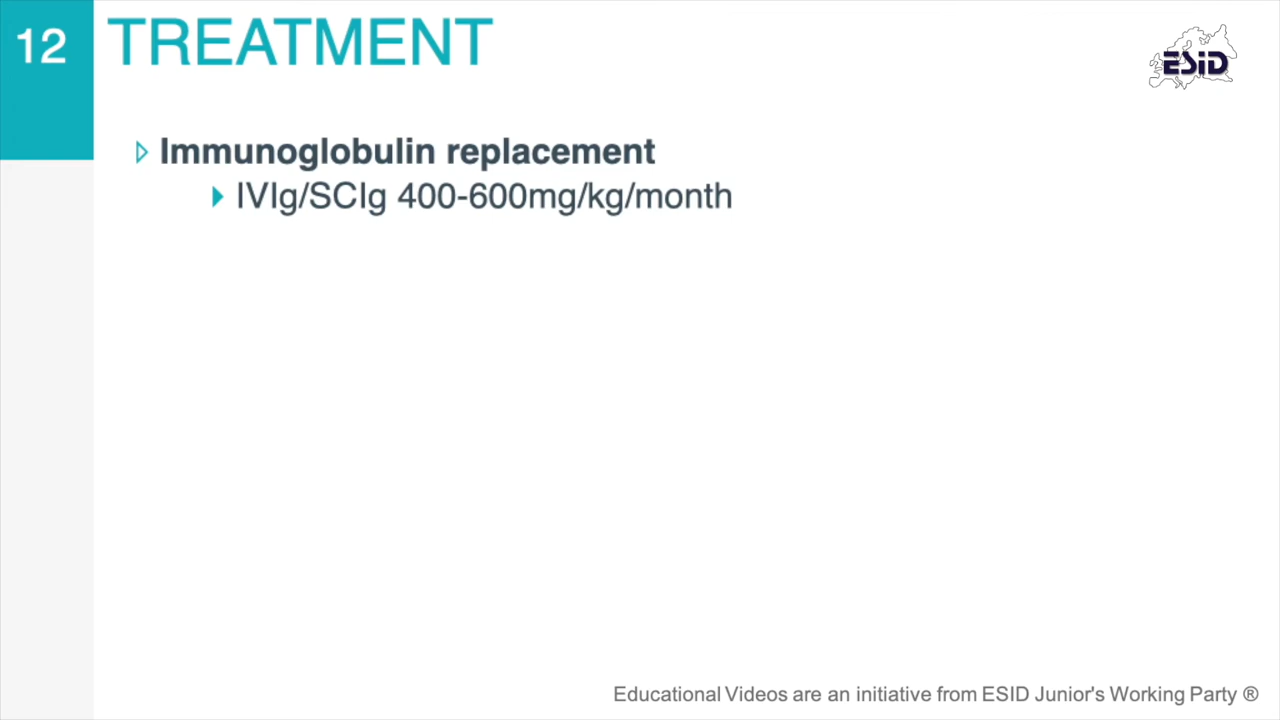 12
TREATMENT
ESiD
Immunoglobulin replacement
IVIg/SCIg 400-600mg/kg/month
Educational Videos are an initiative from ESID Junior's Working Party ®